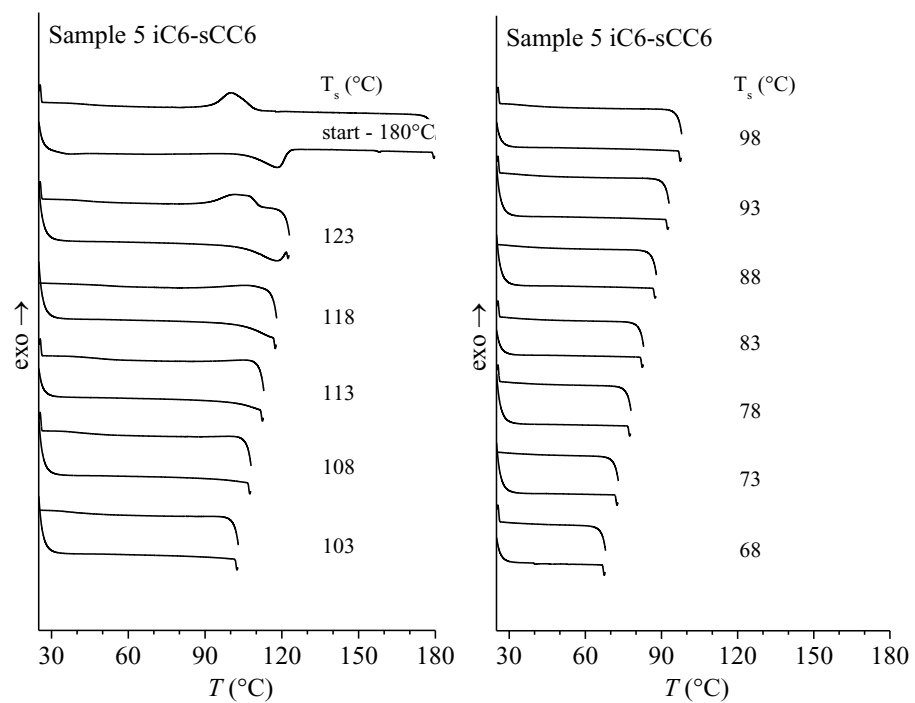 Sample 5 iC6-sCC6
T_s (°C)
start - 180°C
123
118
113
108
103
exo →
30 60 90 120 150 180
T (°C)
Sample 5 iC6-sCC6
T_s (°C)
98
93
88
83
78
73
68
exo →
30 60 90 120 150 180
T (°C)